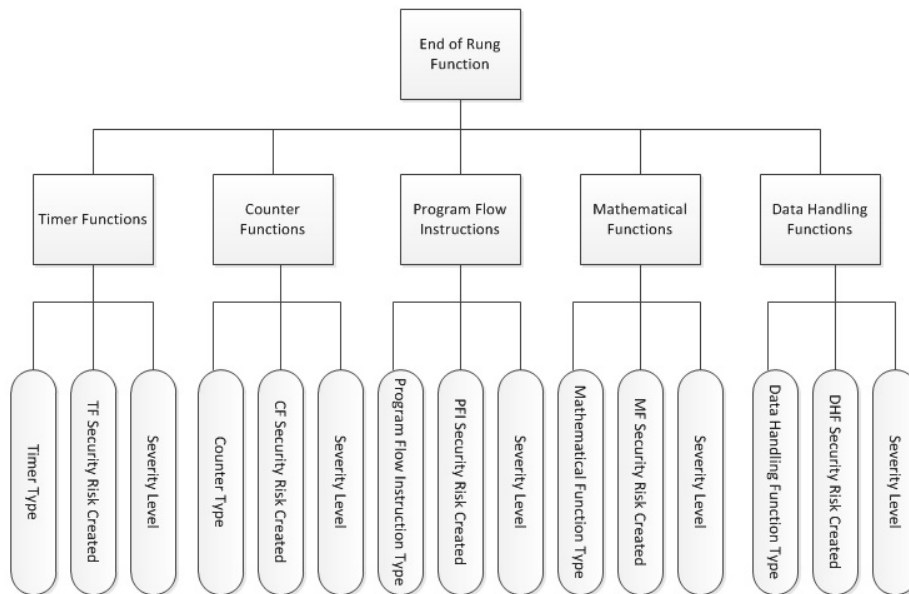 End of Rung
Function
Timer Functions
Counter
Functions
Program Flow
Instructions
Mathematical
Functions
Data Handling
Functions
Timer Type
TF Security Risk Created
Severity Level
Counter Type
CF Security Risk Created
Severity Level
Program Flow Instruction Type
PFI Security Risk Created
Severity Level
Mathematical Function Type
MF Security Risk Created
Severity Level
Data Handling Function Type
DHF Security Risk Created
Severity Level